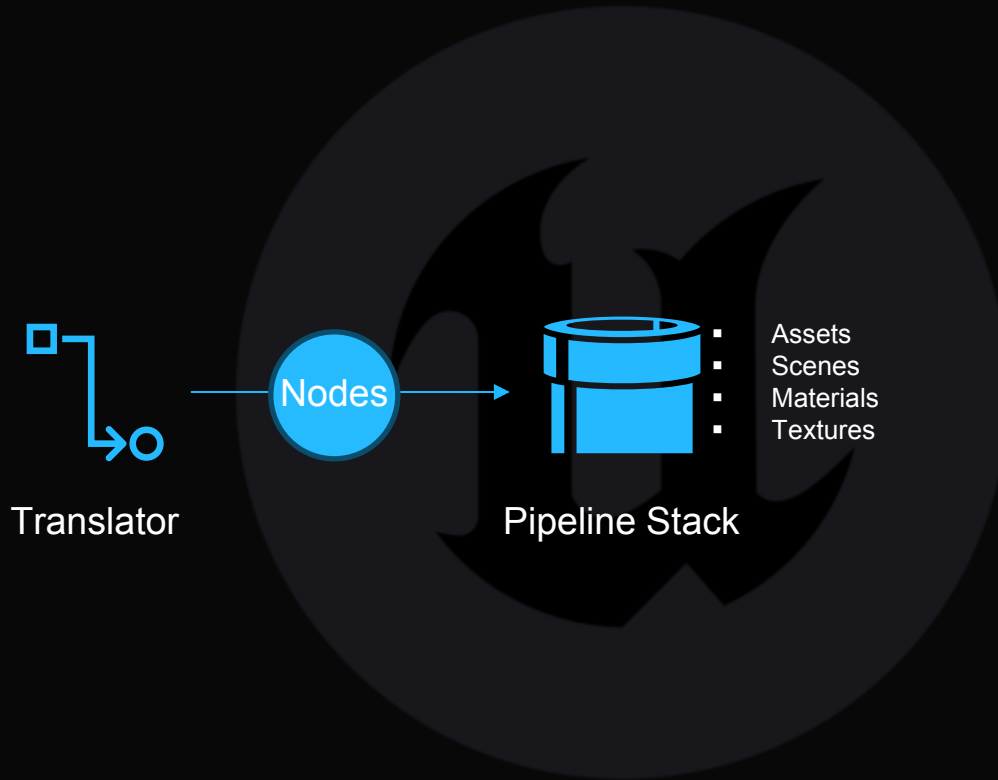 Nodes
Assets
Scenes
Materials
Textures
Translator
Pipeline Stack